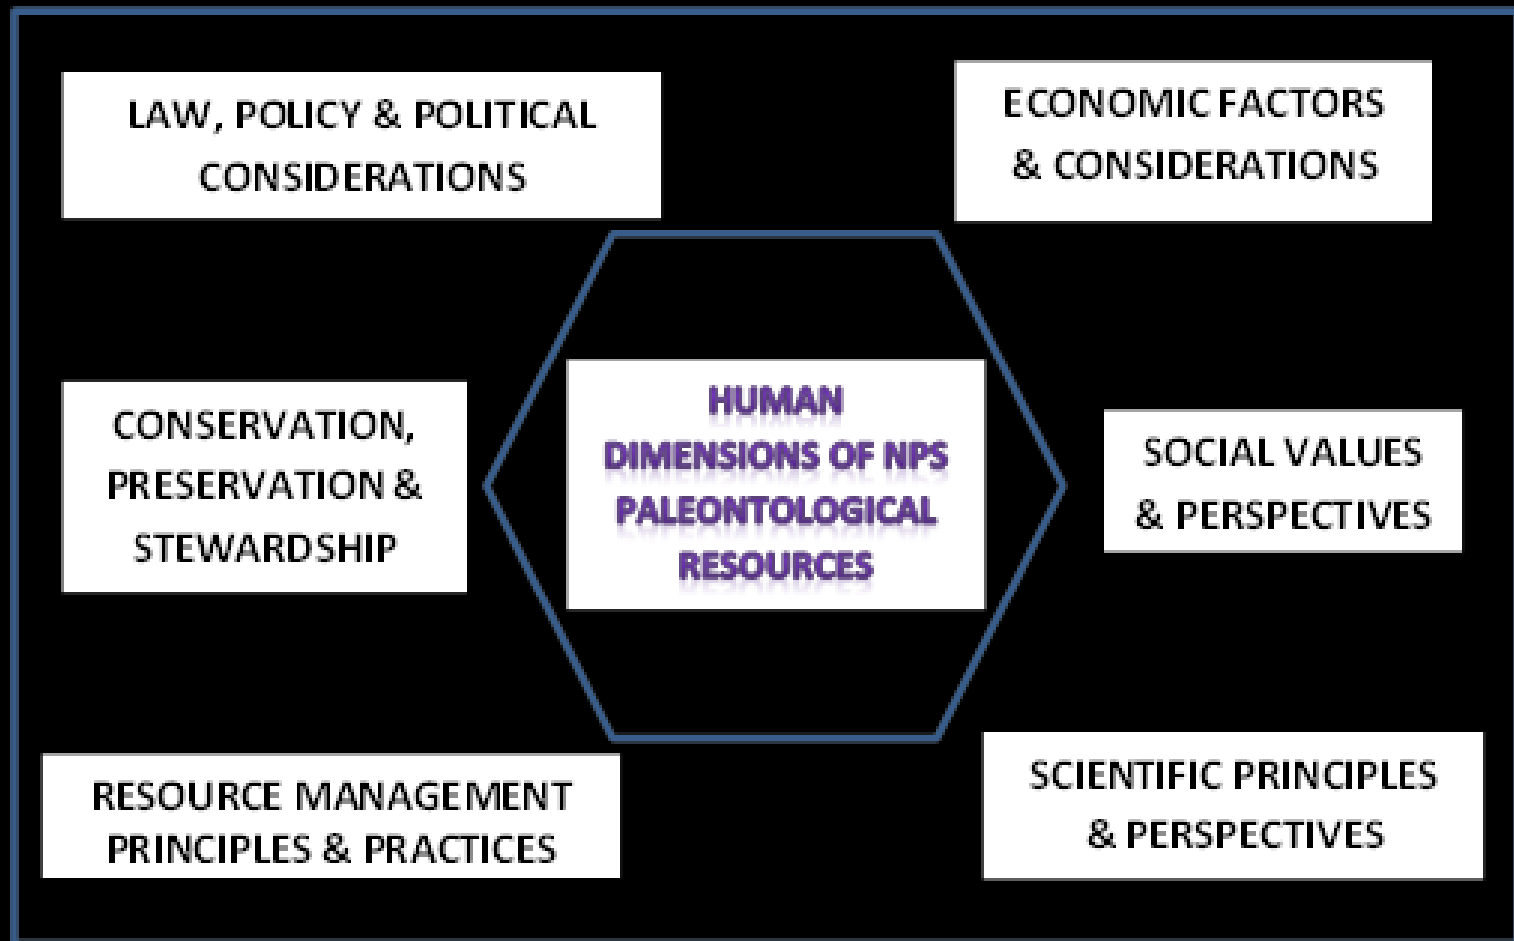 LAW, POLICY & POLITICAL
CONSIDERATIONS
ECONOMIC FACTORS
& CONSIDERATIONS
CONSERVATION,
PRESERVATION &
STEWARDSHIP
HUMAN
DIMENSIONS OF NPS
PALEONTOLOGICAL
RESOURCES
SOCIAL VALUES
& PERSPECTIVES
RESOURCE MANAGEMENT
PRINCIPLES & PRACTICES
SCIENTIFIC PRINCIPLES
& PERSPECTIVES